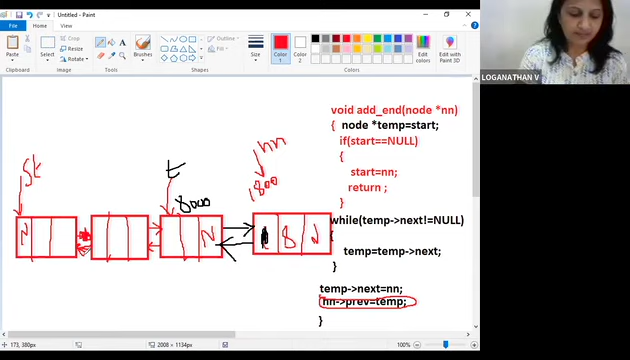 Untitled - Paint
File
Home
View
Paste
Clipboard
Select
Image
Crop
Resize
Rotate
Tools
Brushes
Shapes
Outline
Fill
Size
Color 1
Color 2
Colors
Edit colors
Edit with Paint 3D
LOGANATHAN V
void add_end(node *nn)
{ node *temp=start;
if(start==NULL)
{
start=nn;
return ;
}
while(temp->next!=NULL)
{
temp=temp->next;
}
temp->next=nn;
nn->prev=temp;
}
St
t
nn
1800
8000
N
N
8
173, 380px
2008 × 1134px
100%